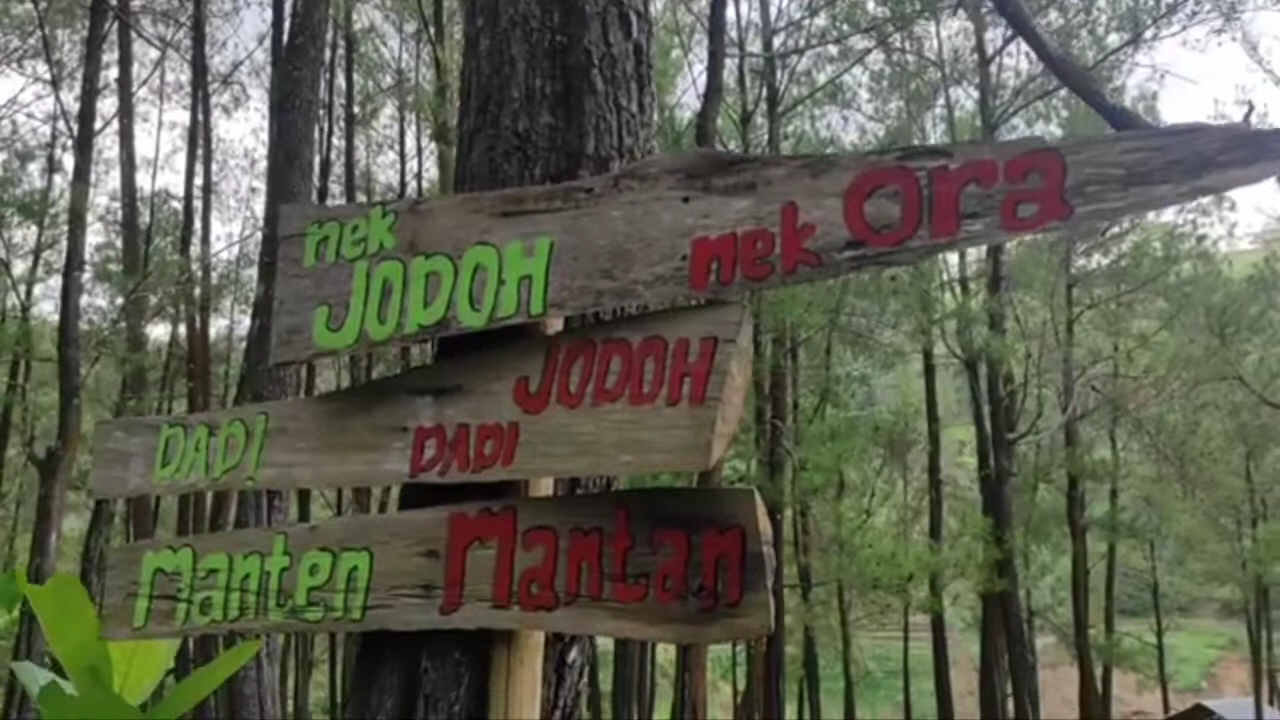 nek
JODOH
nek Ora
JODOH
DADI
DADI
Manten
Mantan